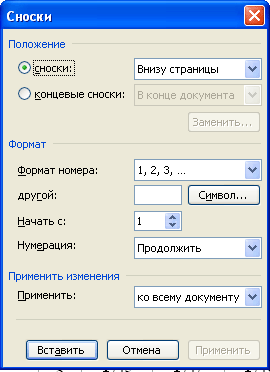 Сноски
Положение
сноски: Внизу страницы
концевые сноски: В конце документа
Заменить...
Формат
Формат номера: 1, 2, 3, ...
другой: Символ...
Начать с: 1
Нумерация: Продолжить
Применить изменения
Применить: ко всему документу
Вставить Отмена Применить